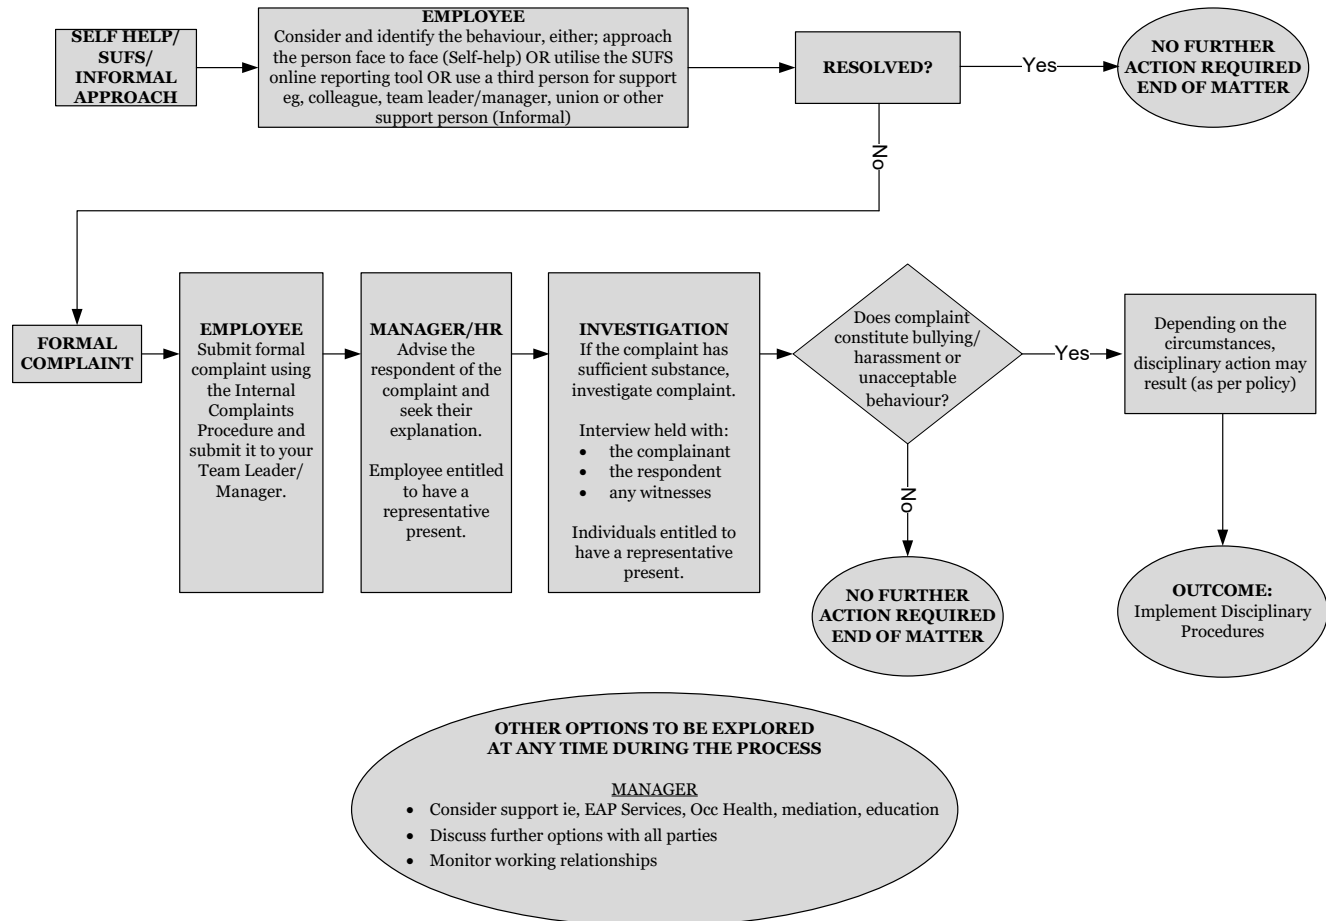 SELF HELP/
SUFS/
INFORMAL
APPROACH
EMPLOYEE
Consider and identify the behaviour, either; approach
the person face to face (Self-help) OR utilise the SUFS
online reporting tool OR use a third person for support
eg, colleague, team leader/manager, union or other
support person (Informal)
RESOLVED?
Yes
NO FURTHER
ACTION REQUIRED
END OF MATTER
No
FORMAL
COMPLAINT
EMPLOYEE
Submit formal
complaint using
the Internal
Complaints
Procedure and
submit it to your
Team Leader/
Manager.
MANAGER/HR
Advise the
respondent of the
complaint and
seek their
explanation.
Employee entitled
to have a
representative
present.
INVESTIGATION
If the complaint has
sufficient substance,
investigate complaint.
Interview held with:
• the complainant
• the respondent
• any witnesses
Individuals entitled to
have a representative
present.
Does complaint
constitute bullying/
harassment or
unacceptable
behaviour?
Yes
Depending on the
circumstances,
disciplinary action may
result (as per policy)
No
NO FURTHER
ACTION REQUIRED
END OF MATTER
OUTCOME:
Implement Disciplinary
Procedures
OTHER OPTIONS TO BE EXPLORED
AT ANY TIME DURING THE PROCESS
MANAGER
• Consider support ie, EAP Services, Occ Health, mediation, education
• Discuss further options with all parties
• Monitor working relationships